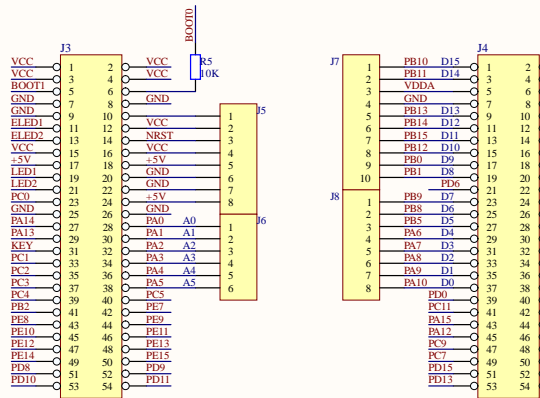 BOOT0
J3
R5
10K
J7
J4
VCC 1 2 VCC
VCC 3 4 VCC
BOOT1 5 6
GND 7 8 GND
GND 9 10
ELED1 11 12 VCC
ELED2 13 14 NRST
VCC 15 16 VCC
+5V 17 18 +5V
LED1 19 20 GND
LED2 21 22 GND
PC0 23 24 +5V
GND 25 26 GND
PA14 27 28 PA0 A0
PA13 29 30 PA1 A1
KEY 31 32 PA2 A2
PC1 33 34 PA3 A3
PC2 35 36 PA4 A4
PC3 37 38 PA5 A5
PC4 39 40 PC5
PB2 41 42 PE7
PE8 43 44 PE9
PE10 45 46 PE11
PE12 47 48 PE13
PE14 49 50 PE15
PD8 51 52 PD9
PD10 53 54 PD11
J5
1
2
3
4
5
6
7
8
J6
1
2
3
4
5
6
1 PB10 D15 1 2
2 PB11 D14 3 4
3 VDDA 5 6
4 GND 7 8
5 PB13 D13 9 10
6 PB14 D12 11 12
7 PB15 D11 13 14
8 PB12 D10 15 16
9 PB0 D9 17 18
10 PB1 D8 19 20
J8
PD6 21 22
1 PB9 D7 23 24
2 PB8 D6 25 26
3 PB5 D5 27 28
4 PA6 D4 29 30
5 PA7 D3 31 32
6 PA8 D2 33 34
7 PA9 D1 35 36
8 PA10 D0 37 38
PD0 39 40
PC11 41 42
PA15 43 44
PA12 45 46
PC9 47 48
PC7 49 50
PD15 51 52
PD13 53 54